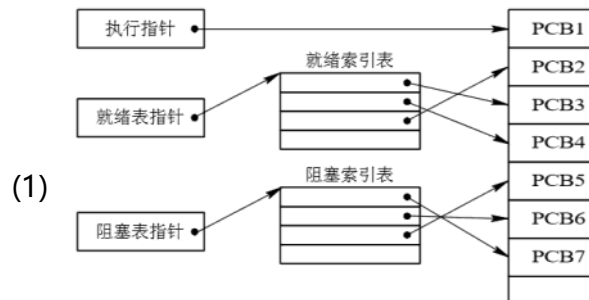 执行指针
就绪索引表
就绪表指针
(1)
阻塞索引表
阻塞表指针
PCB1
PCB2
PCB3
PCB4
PCB5
PCB6
PCB7